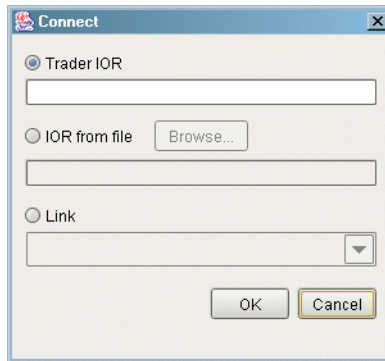 Connect
Trader IOR
IOR from file Browse...
Link
OK Cancel